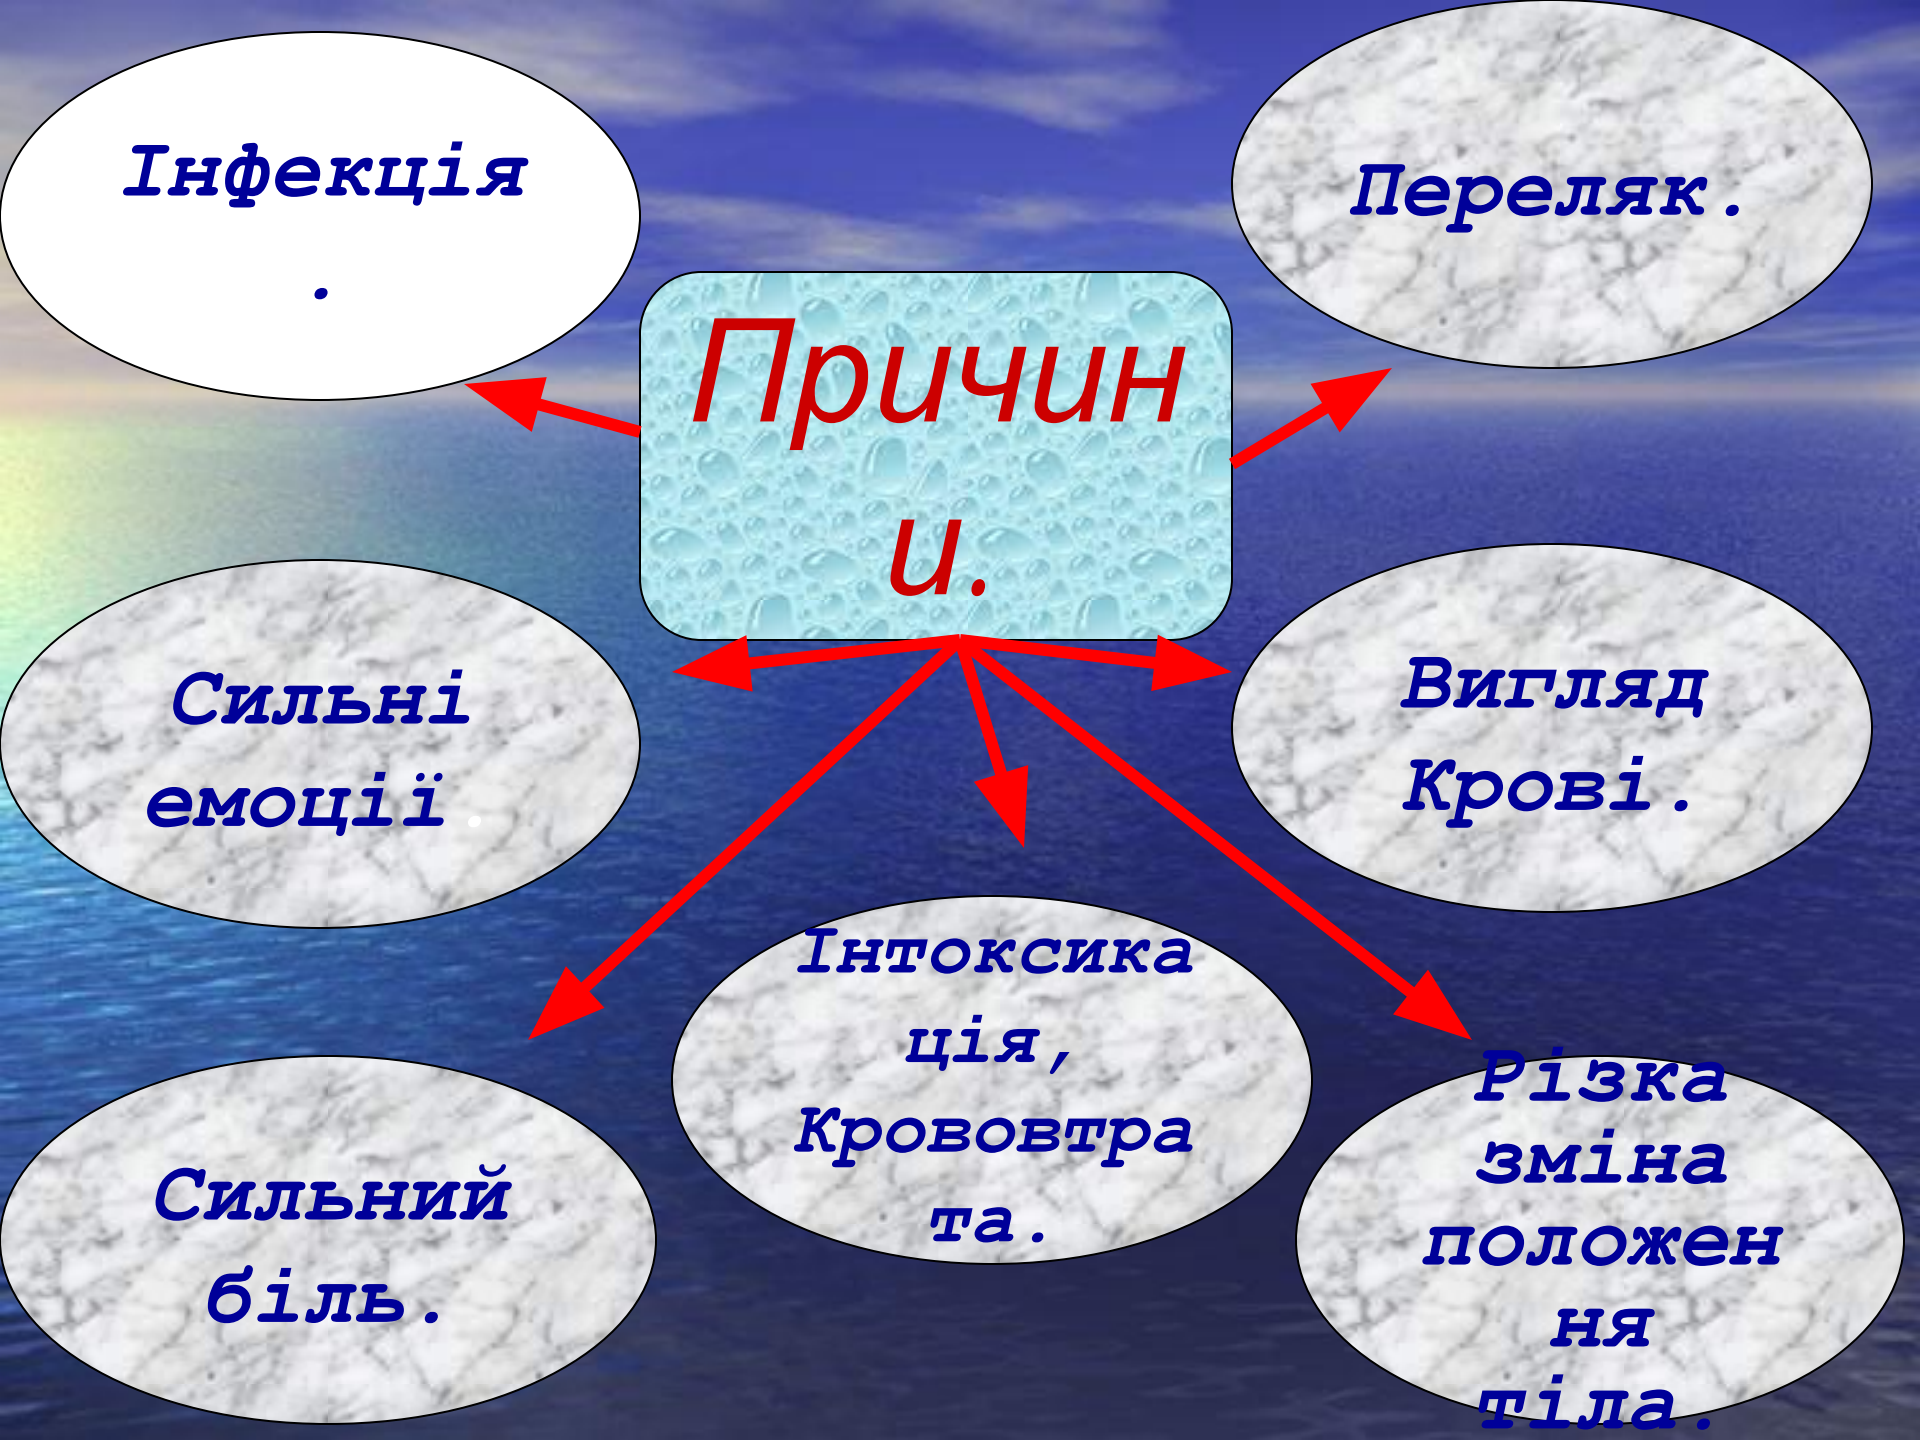 Інфекція
.
Переляк.
Причин
и.
Сильні
емоції.
Вигляд
Крові.
Інтоксика
ція,
Крововтра
та.
Сильний
біль.
Різка
зміна
положен
ня
тіла.